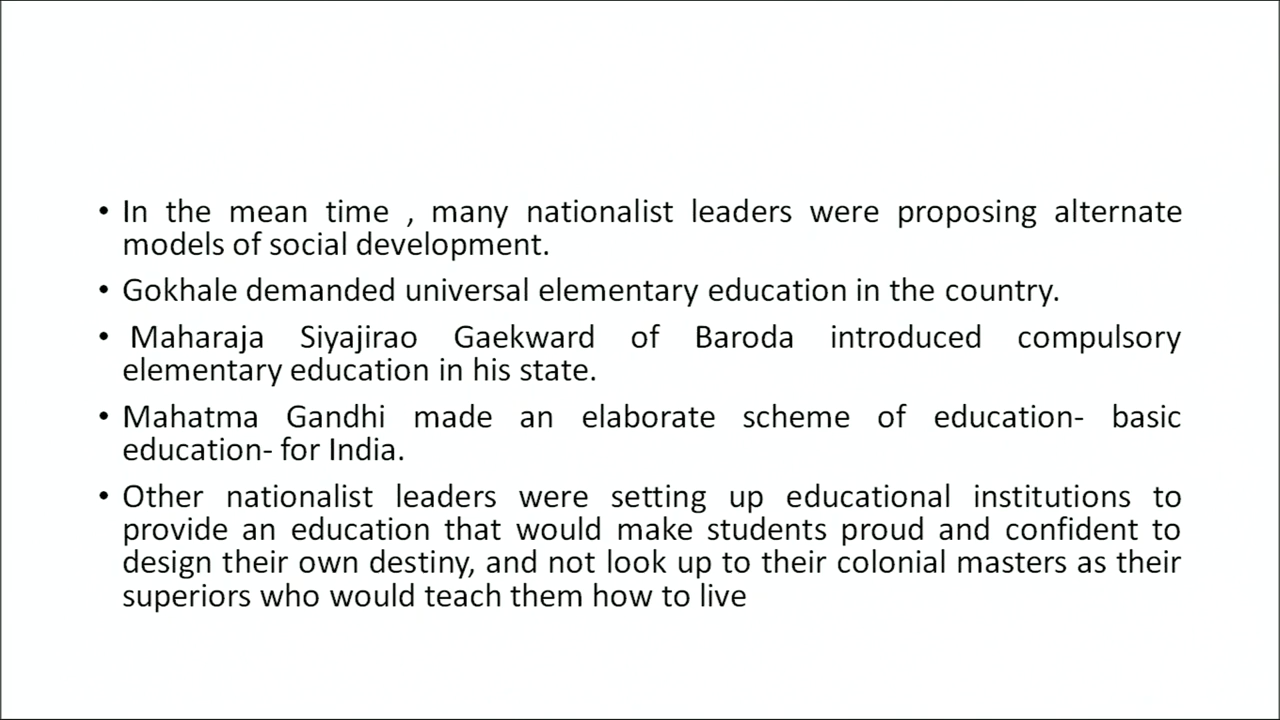 • In the mean time , many nationalist leaders were proposing alternate
models of social development.
• Gokhale demanded universal elementary education in the country.
• Maharaja Siyajirao Gaekward of Baroda introduced compulsory
elementary education in his state.
• Mahatma Gandhi made an elaborate scheme of education- basic
education- for India.
• Other nationalist leaders were setting up educational institutions to
provide an education that would make students proud and confident to
design their own destiny, and not look up to their colonial masters as their
superiors who would teach them how to live